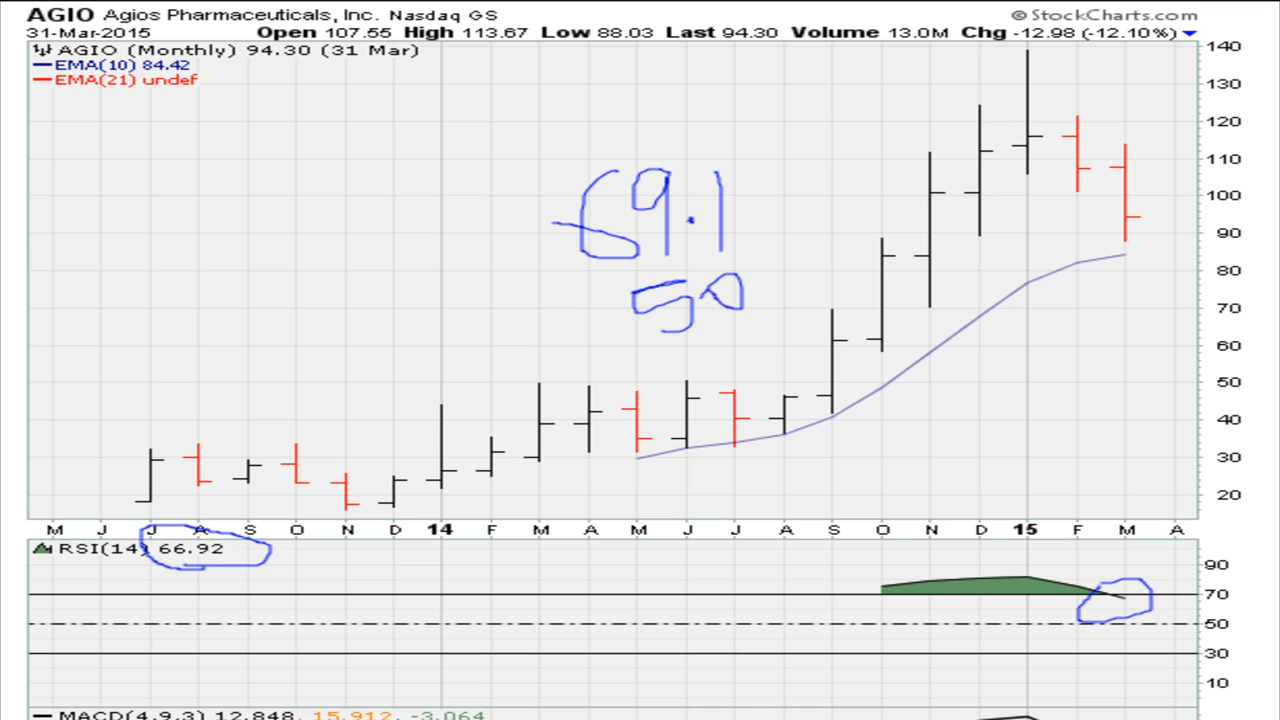 AGIO Agios Pharmaceuticals, Inc. Nasdaq GS © StockCharts.com
31-Mar-2015 Open 107.55 High 113.67 Low 88.03 Last 94.30 Volume 13.0M Chg -12.98 (-12.10%)
AGIO (Monthly) 94.30 (31 Mar)
EMA(10) 84.42
EMA(21) undef
140
130
120
110
100
90
80
70
60
50
40
30
20
69.1
50
M J J A S O N D 14 F M A M J J A S O N D 15 F M A
RSI(14) 66.92
90
70
50
30
10
MACD(4,9,3) 12.848, 15.912, -3.064